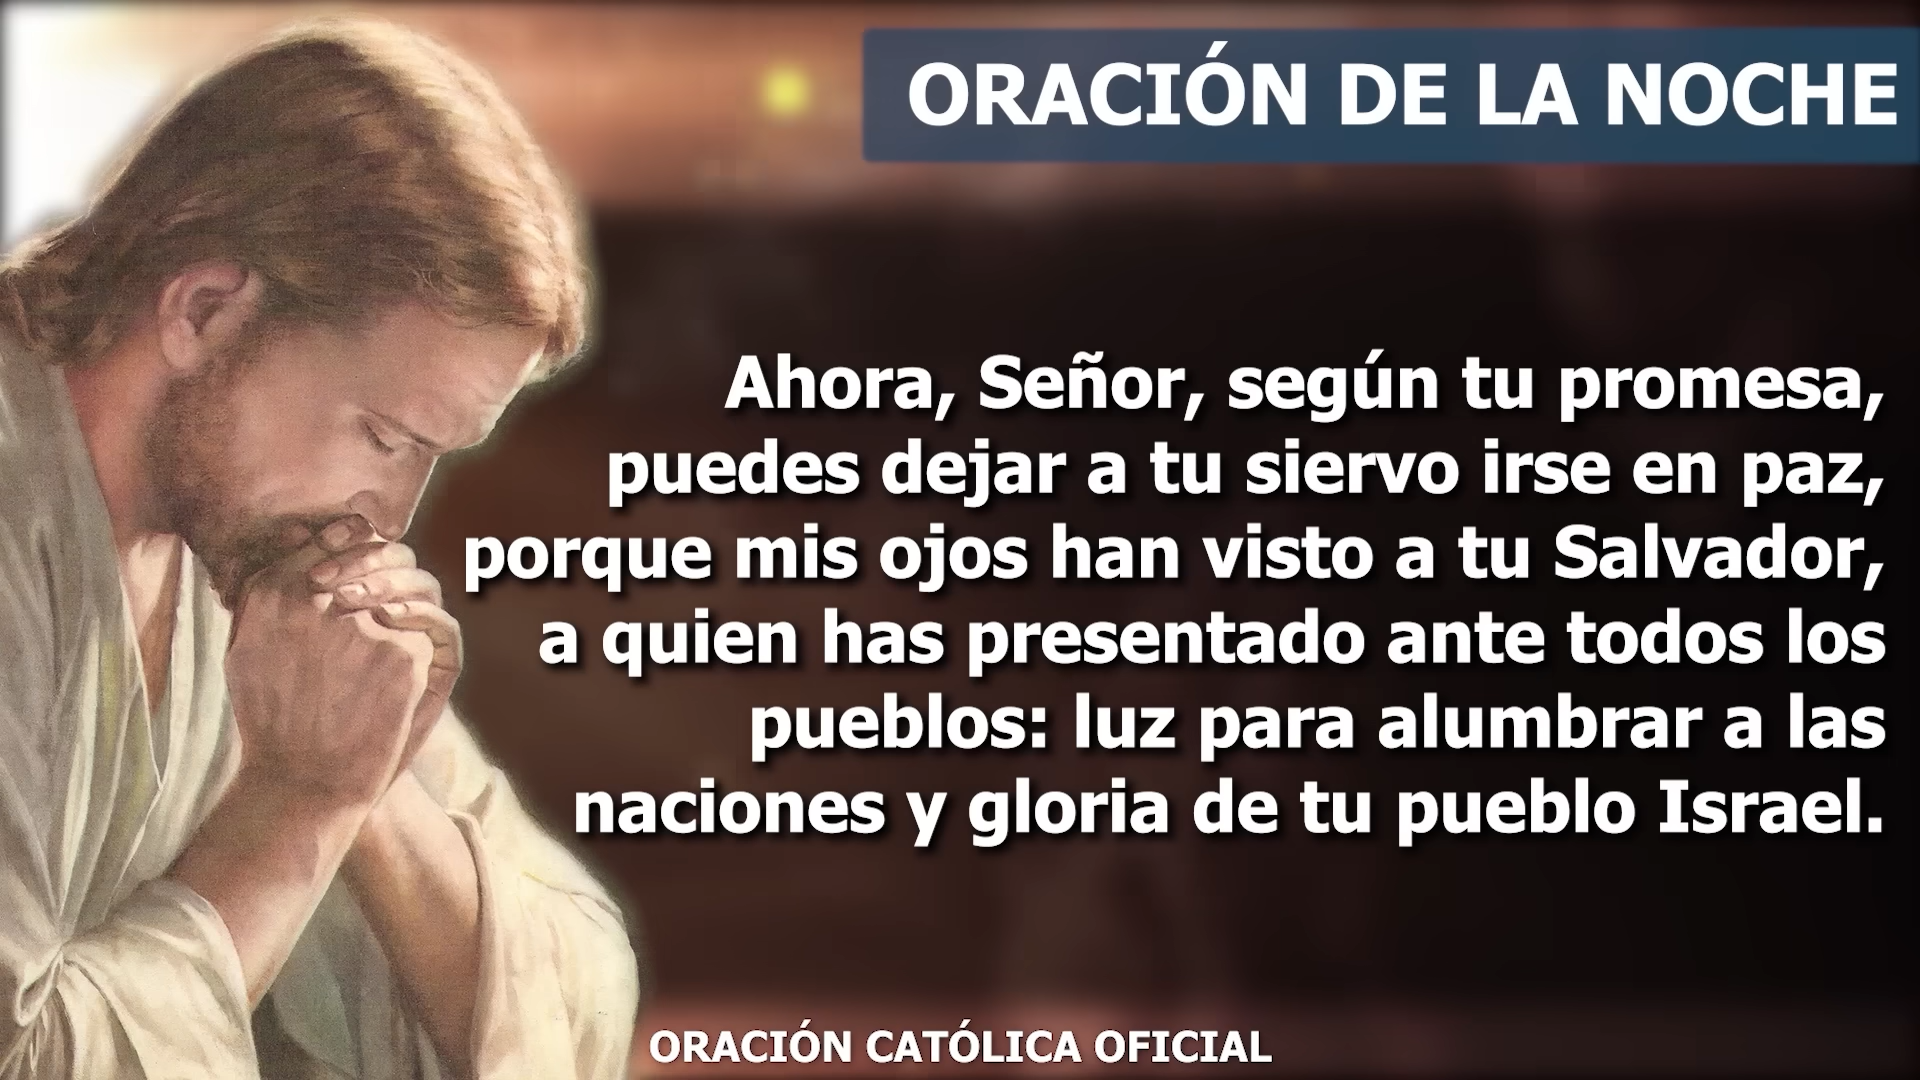 ORACIÓN DE LA NOCHE
Ahora, Señor, según tu promesa,
puedes dejar a tu siervo irse en paz,
porque mis ojos han visto a tu Salvador,
a quien has presentado ante todos los
pueblos: luz para alumbrar a las
naciones y gloria de tu pueblo Israel.
ORACIÓN CATÓLICA OFICIAL